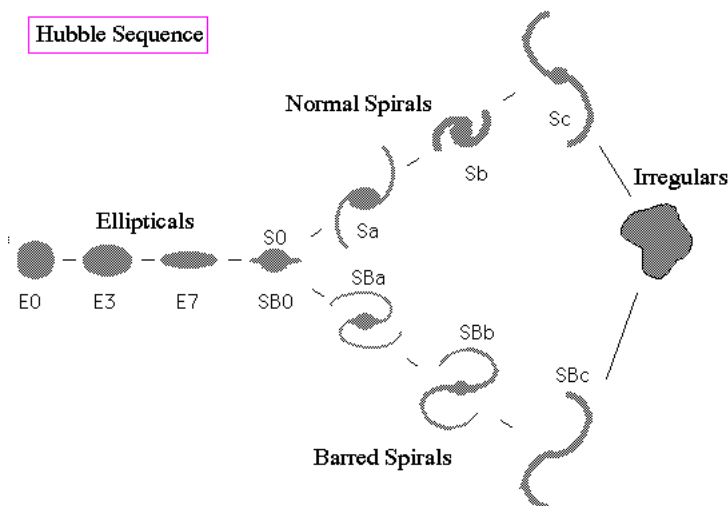 Hubble Sequence
Normal Spirals
Sc
Sb
Irregulars
Ellipticals
S0
Sa
E0
E3
E7
SB0
SBa
SBb
SBc
Barred Spirals